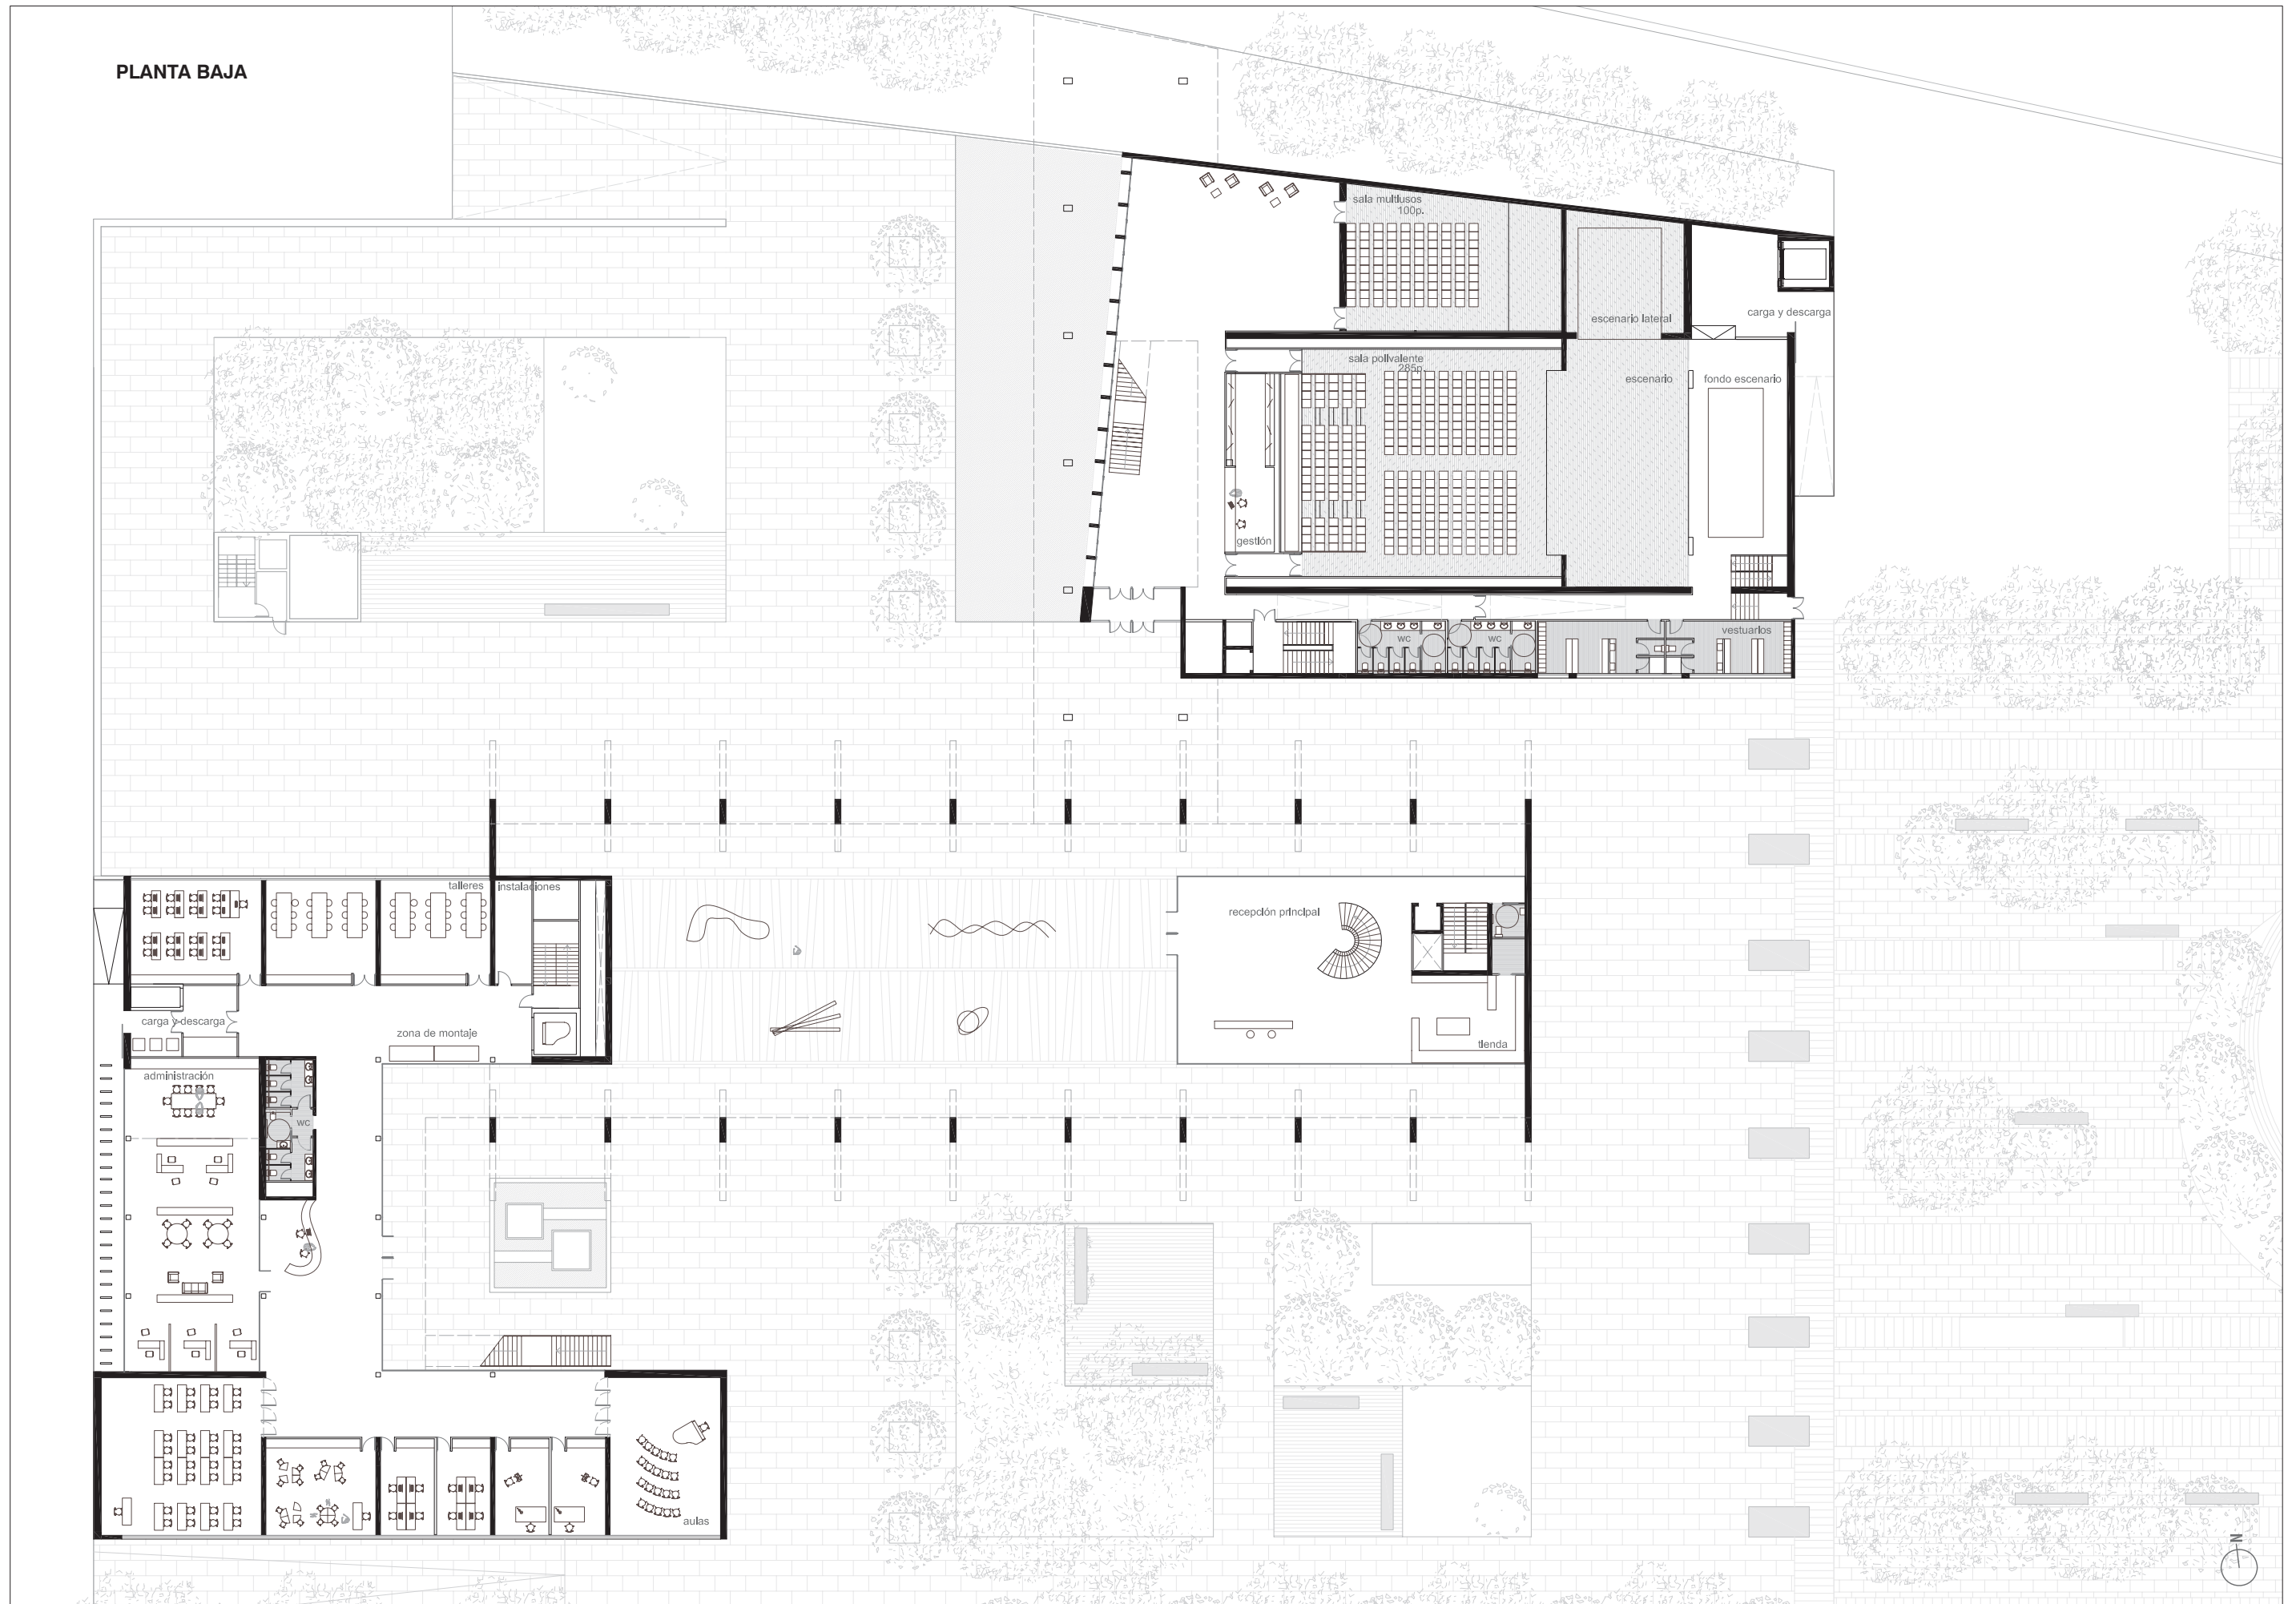 PLANTA BAJA
sala multiusos
100p.
escenario lateral
carga y descarga
sala polivalente
285p.
escenario
fondo escenario
gestión
wc
wc
vestuarios
talleres
instalaciones
recepción principal
carga y descarga
zona de montaje
tienda
administración
wc
aulas
N